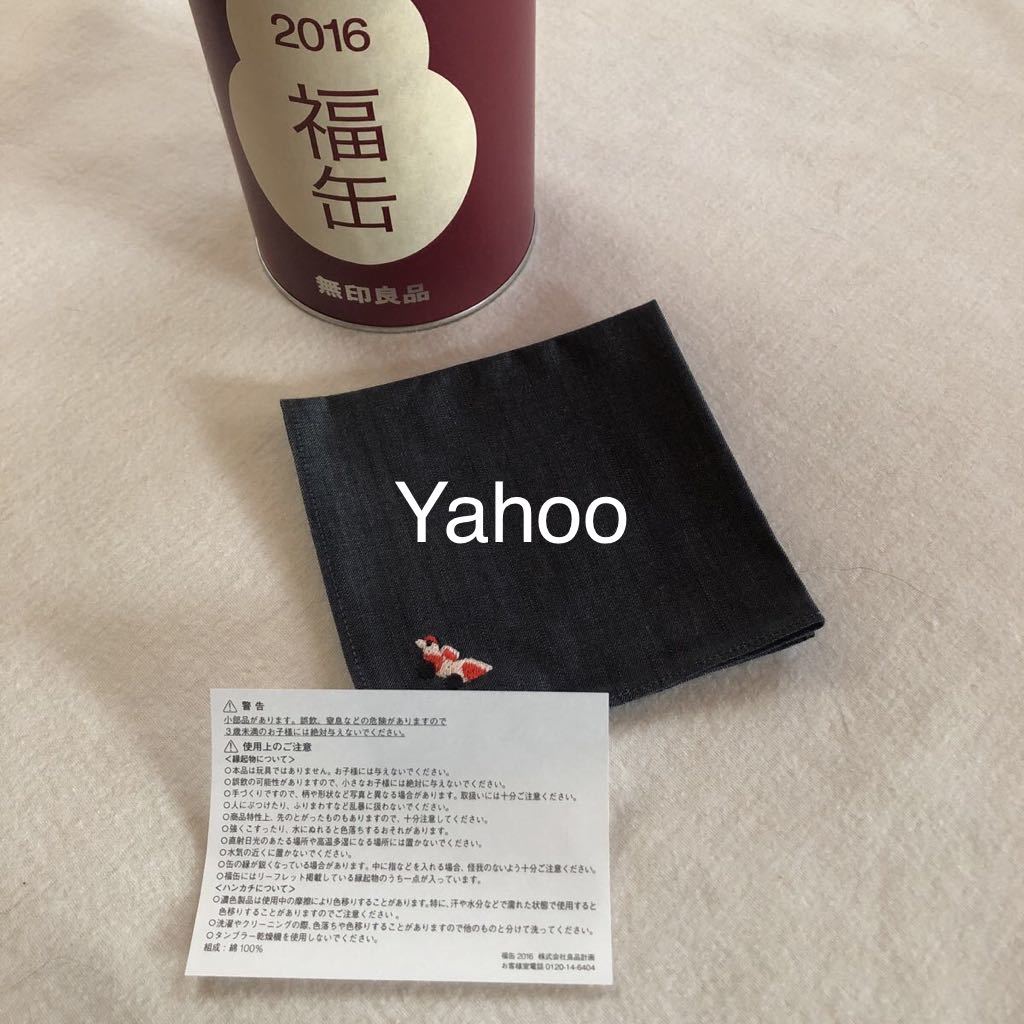 2016
福
缶
無印良品
Yahoo
⚠ 警告
小部品があります。誤飲、窒息などの危険がありますので
3歳未満のお子様には絶対与えないでください。
⚠ 使用上のご注意
<縁起物について>
○本品は玩具ではありません。お子様には与えないでください。
○誤飲の可能性がありますので、小さなお子様には絶対に与えないでください。
○手づくりですので、柄や形状など写真と異なる場合があります。取扱いには十分ご注意ください。
○人にぶつけたり、ふりまわすなど乱暴に扱わないでください。
○商品特性上、先のとがったものもありますので、十分注意してください。
○強くこすったり、水にぬれると色落ちするおそれがあります。
○直射日光のあたる場所や高温多湿になる場所には置かないでください。
○水気の近くに置かないでください。
○缶の縁が鋭くなっている場合があります。中に指などを入れる場合、怪我のないよう十分ご注意ください。
○福缶にはリーフレット掲載している縁起物のうち一点が入っています。
<ハンカチについて>
○濃色製品は使用中の摩擦により色移りすることがあります。特に、汗や水分などで濡れた状態で使用すると
色移りすることがありますのでご注意ください。
○洗濯やクリーニングの際、色落ちや色移りすることがありますので他のものと分けて洗ってください。
○タンブラー乾燥機を使用しないでください。
組成:綿100%
福缶 2016 株式会社良品計画
お客様室電話 0120-14-6404